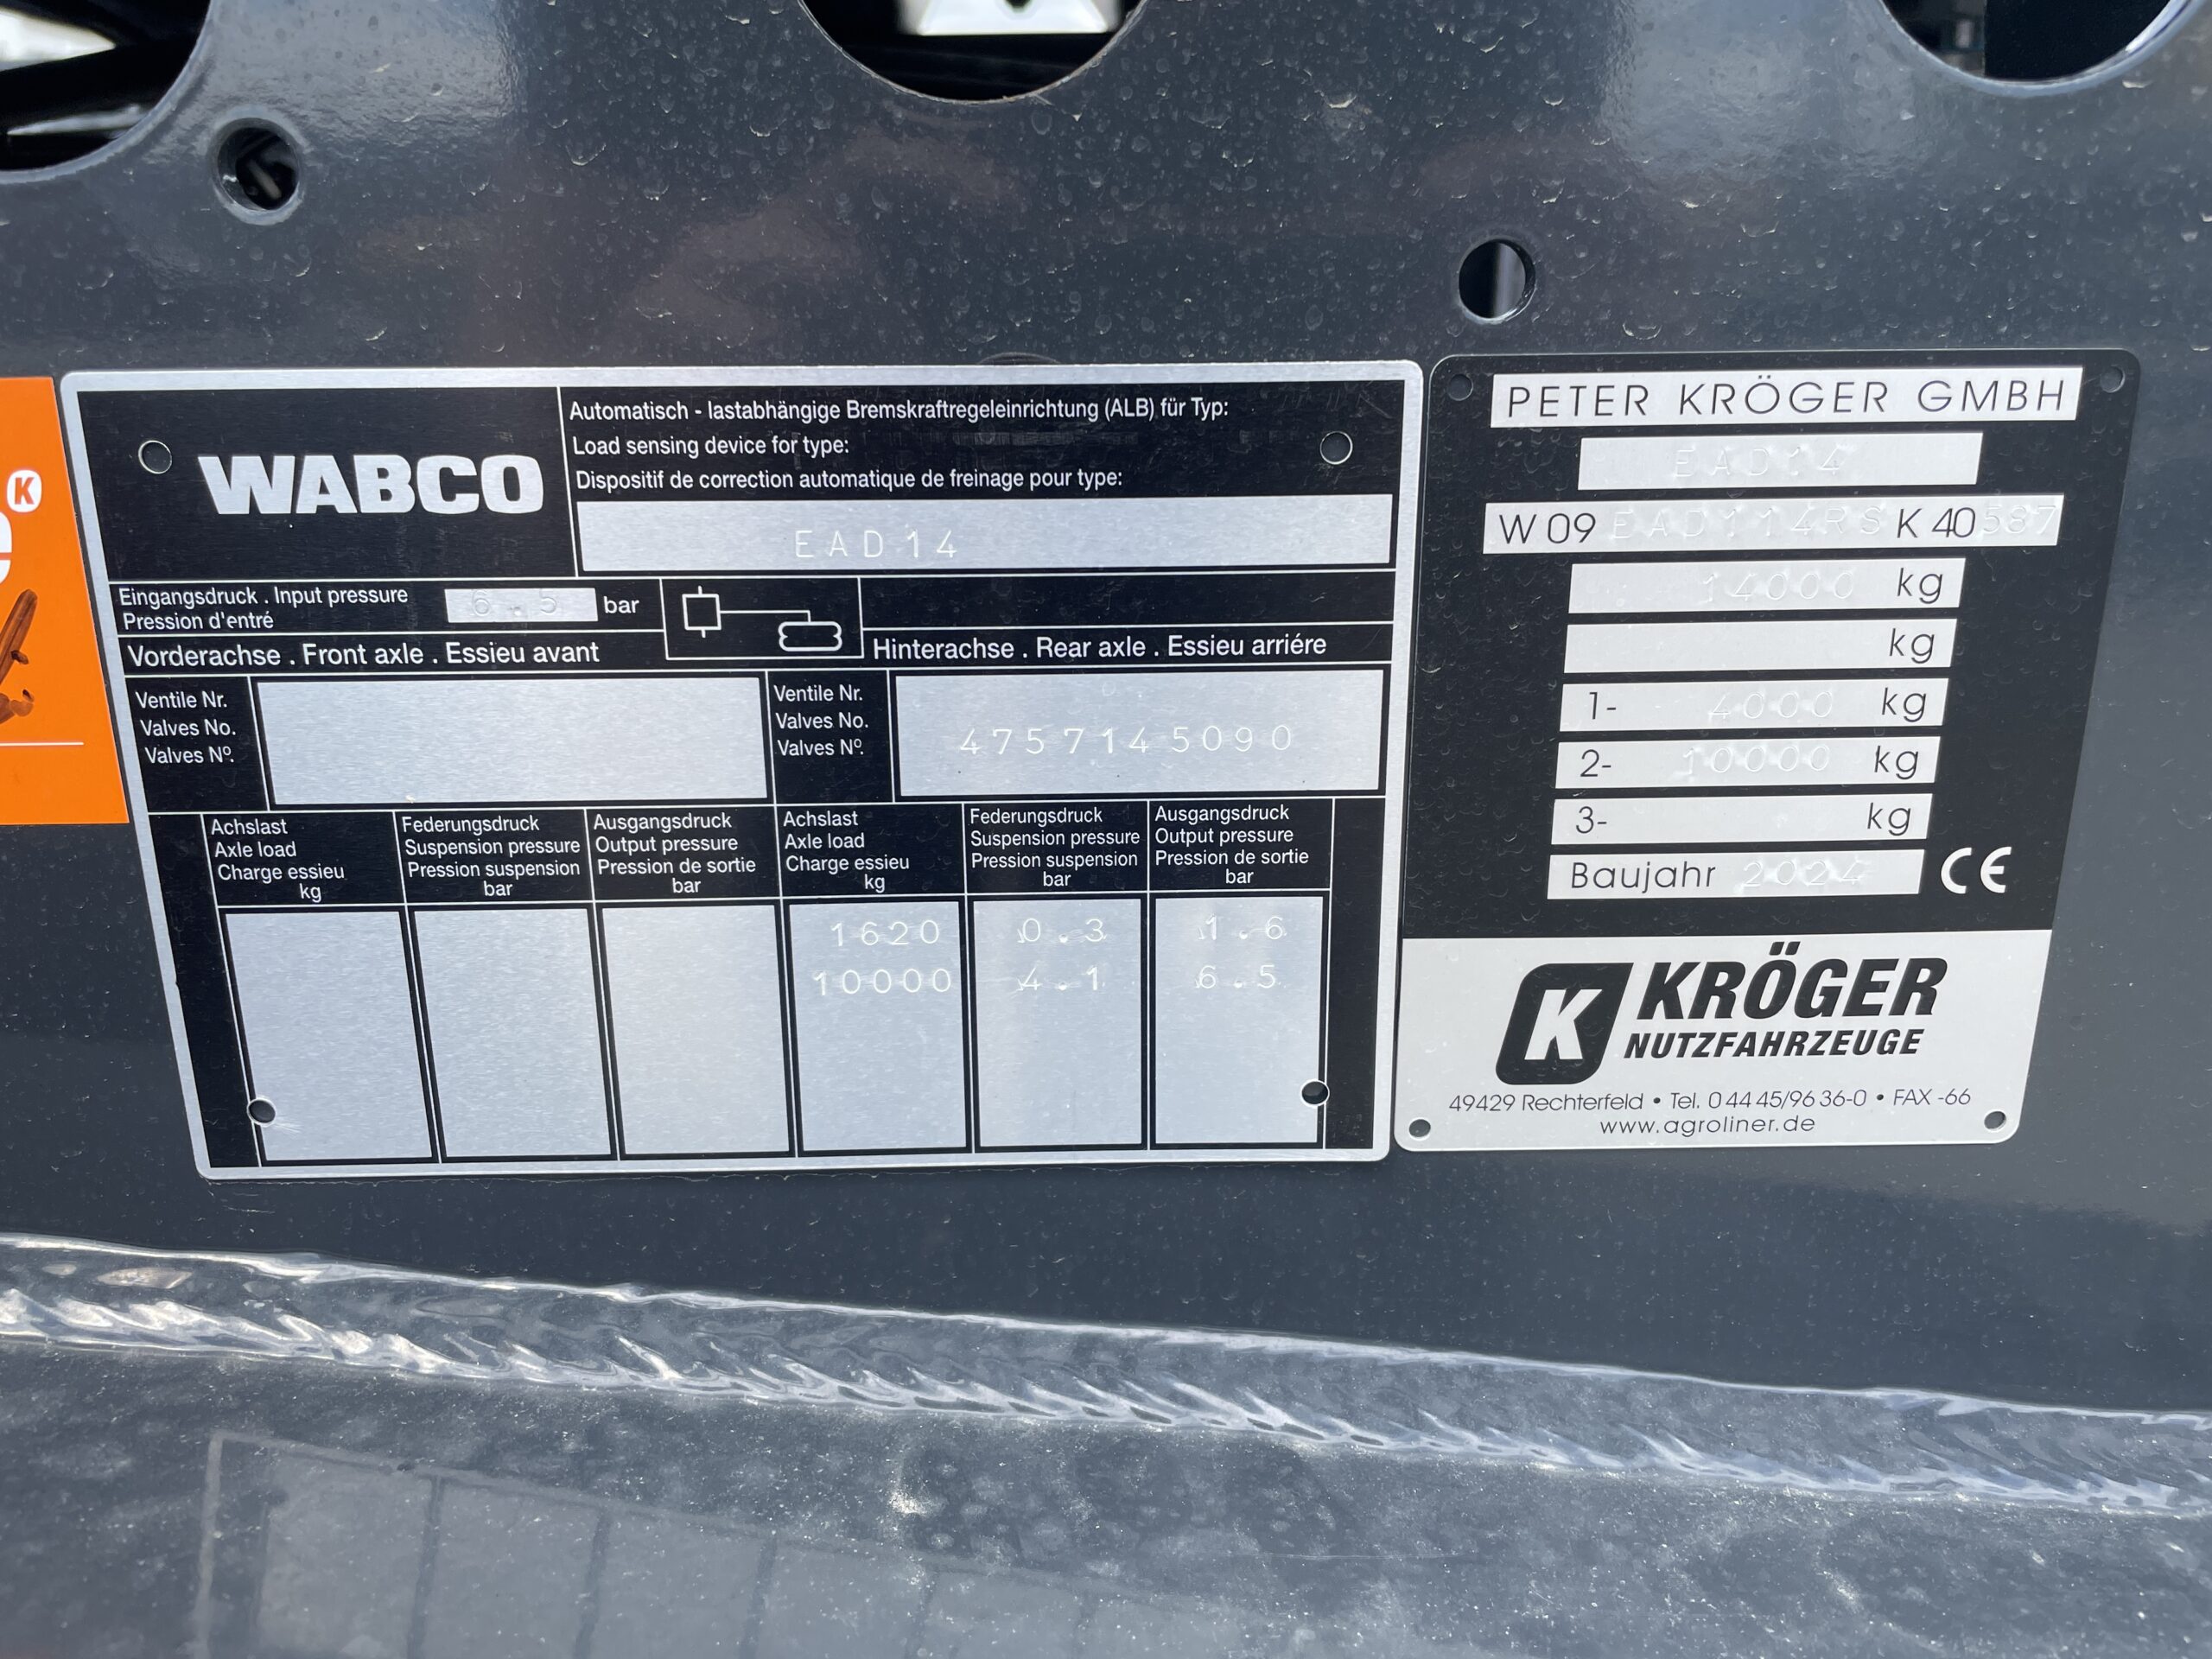 WABCO
Automatisch - lastabhängige Bremskraftregeleinrichtung (ALB) für Typ:
Load sensing device for type:
Dispositif de correction automatique de freinage pour type:
EAD14
Eingangsdruck . Input pressure
Pression d'entré
6.5 bar
Vorderachse . Front axle . Essieu avant
Hinterachse . Rear axle . Essieu arriére
Ventile Nr.
Valves No.
Valves Nº.
Ventile Nr.
Valves No.
Valves Nº.
4757145090
Achslast
Axle load
Charge essieu
kg
Federungsdruck
Suspension pressure
Pression suspension
bar
Ausgangsdruck
Output pressure
Pression de sortie
bar
Achslast
Axle load
Charge essieu
kg
Federungsdruck
Suspension pressure
Pression suspension
bar
Ausgangsdruck
Output pressure
Pression de sortie
bar
1620 0.3 1.6
10000 4.1 6.5
PETER KRÖGER GMBH
EAD14
W09EAD114RSK40587
14000 kg
kg
1- 4000 kg
2- 10000 kg
3- kg
Baujahr 2024 CE
K KRÖGER
NUTZFAHRZEUGE
49429 Rechterfeld • Tel. 0 44 45/96 36-0 • FAX -66
www.agroliner.de
K